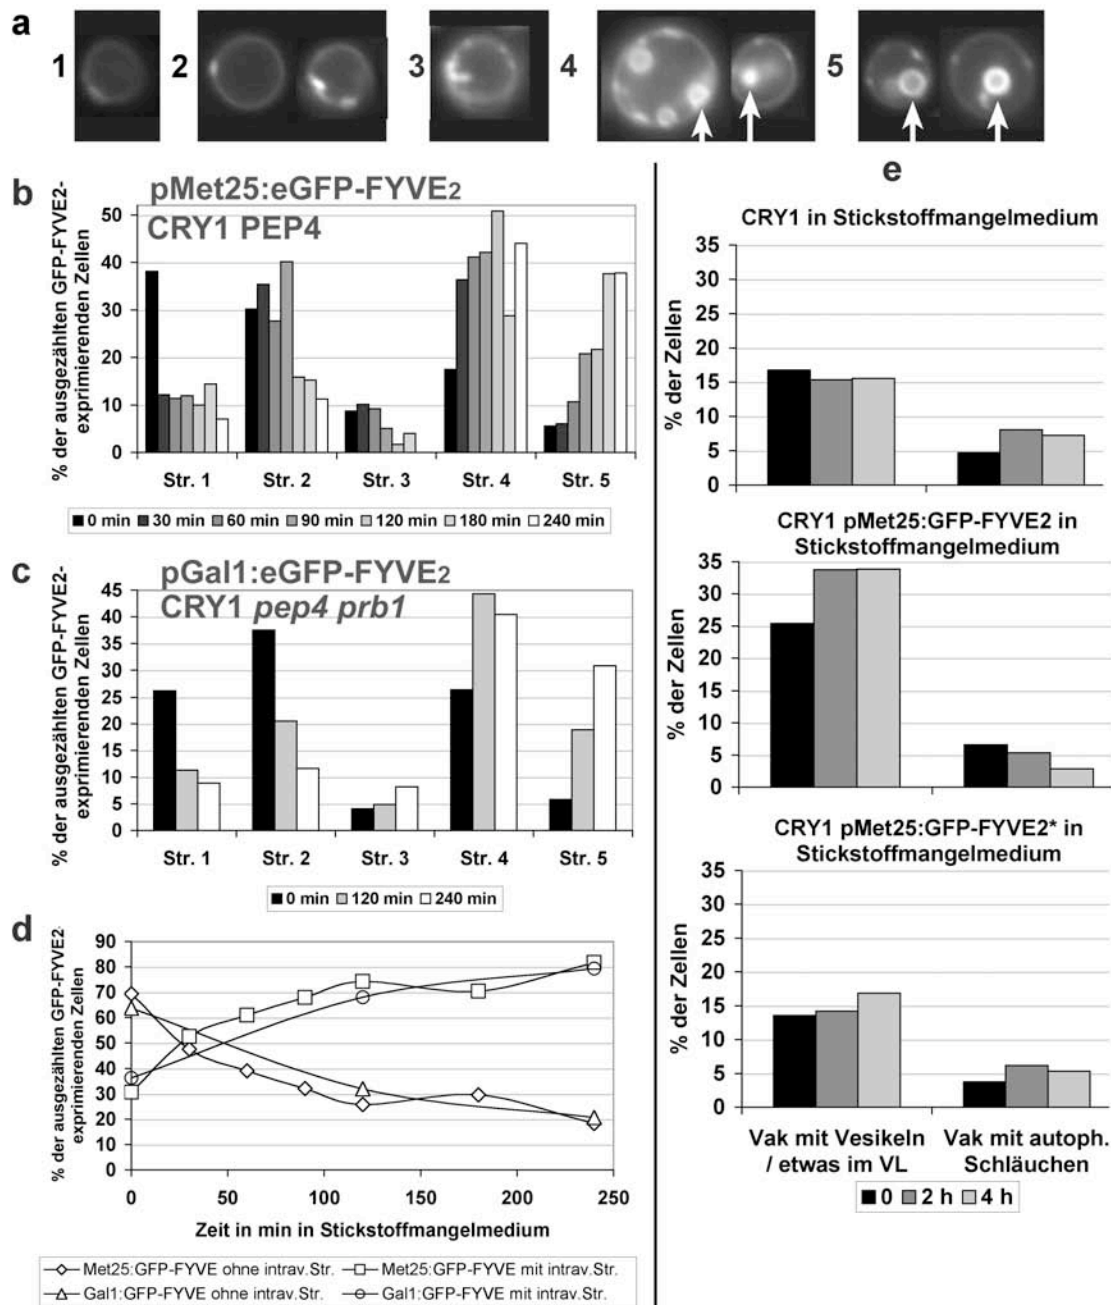 a
1
2
3
4
5
b
pMet25:eGFP-FYVE2
CRY1 PEP4
% der ausgezählten GFP-FYVE2-
exprimierenden Zellen
50
40
30
20
10
0
Str. 1 Str. 2 Str. 3 Str. 4 Str. 5
0 min 30 min 60 min 90 min 120 min 180 min 240 min
c
pGal1:eGFP-FYVE2
CRY1 pep4 prb1
% der ausgezählten GFP-FYVE2-
exprimierenden Zellen
45
40
35
30
25
20
15
10
5
0
Str. 1 Str. 2 Str. 3 Str. 4 Str. 5
0 min 120 min 240 min
d
% der ausgezählten GFP-FYVE2-
exprimierenden Zellen
90
80
70
60
50
40
30
20
10
0
0 50 100 150 200 250
Zeit in min in Stickstoffmangelmedium
Met25:GFP-FYVE ohne intrav.Str. Met25:GFP-FYVE mit intrav.Str.
Gal1:GFP-FYVE ohne intrav.Str. Gal1:GFP-FYVE mit intrav.Str.
e
CRY1 in Stickstoffmangelmedium
% der Zellen
35
30
25
20
15
10
5
0
CRY1 pMet25:GFP-FYVE2 in
Stickstoffmangelmedium
% der Zellen
35
30
25
20
15
10
5
0
CRY1 pMet25:GFP-FYVE2* in
Stickstoffmangelmedium
% der Zellen
35
30
25
20
15
10
5
0
Vak mit Vesikeln
/ etwas im VL
Vak mit autoph.
Schläuchen
0 2 h 4 h